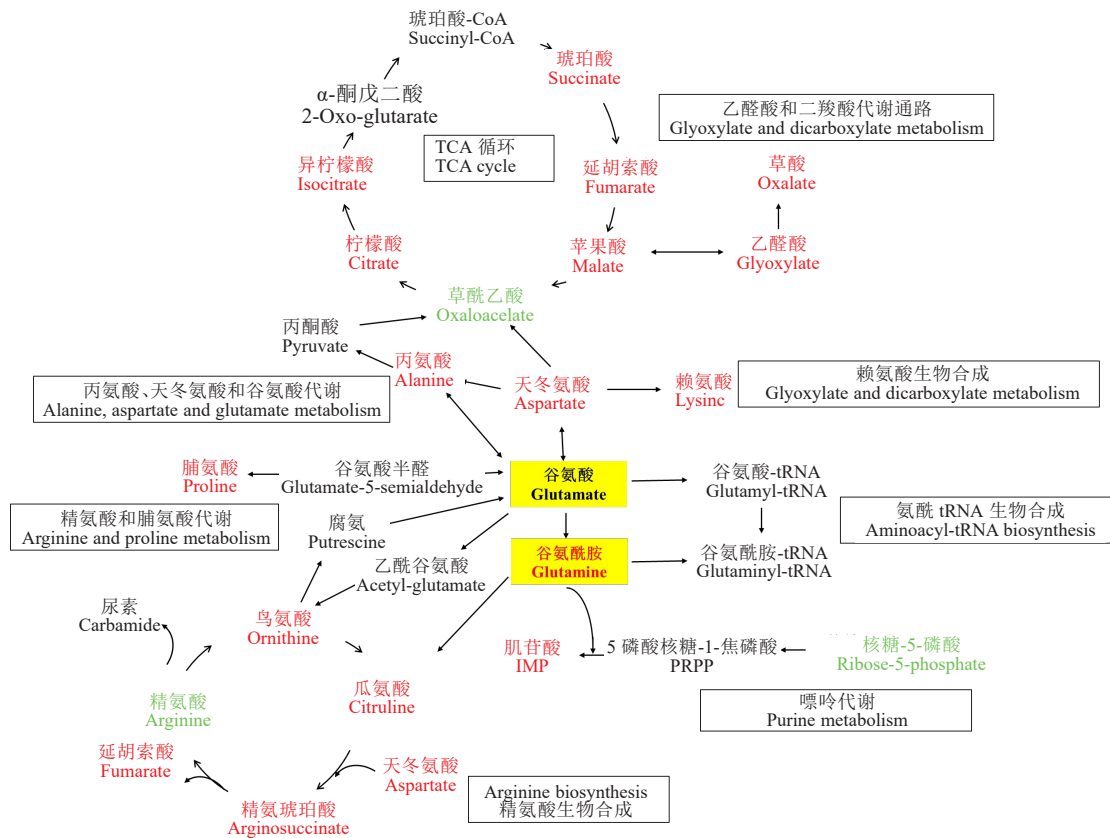 琥珀酸-CoA
Succinyl-CoA
琥珀酸
Succinate
α-酮戊二酸
2-Oxo-glutarate
乙醛酸和二羧酸代谢通路
Glyoxylate and dicarboxylate metabolism
TCA 循环
TCA cycle
异柠檬酸
Isocitrate
延胡索酸
Fumarate
草酸
Oxalate
柠檬酸
Citrate
苹果酸
Malate
乙醛酸
Glyoxylate
草酰乙酸
Oxaloacelate
丙酮酸
Pyruvate
丙氨酸
Alanine
天冬氨酸
Aspartate
赖氨酸
Lysinc
赖氨酸生物合成
Glyoxylate and dicarboxylate metabolism
丙氨酸、天冬氨酸和谷氨酸代谢
Alanine, aspartate and glutamate metabolism
脯氨酸
Proline
谷氨酸半醛
Glutamate-5-semialdehyde
谷氨酸
Glutamate
谷氨酸-tRNA
Glutamyl-tRNA
精氨酸和脯氨酸代谢
Arginine and proline metabolism
腐氨
Putrescine
氨酰 tRNA 生物合成
Aminoacyl-tRNA biosynthesis
乙酰谷氨酸
Acetyl-glutamate
谷氨酰胺
Glutamine
谷氨酰胺-tRNA
Glutaminyl-tRNA
尿素
Carbamide
鸟氨酸
Ornithine
肌苷酸
IMP
5 磷酸核糖-1-焦磷酸
PRPP
核糖-5-磷酸
Ribose-5-phosphate
精氨酸
Arginine
瓜氨酸
Citruline
嘌呤代谢
Purine metabolism
延胡索酸
Fumarate
天冬氨酸
Aspartate
Arginine biosynthesis
精氨酸生物合成
精氨琥珀酸
Arginosuccinate